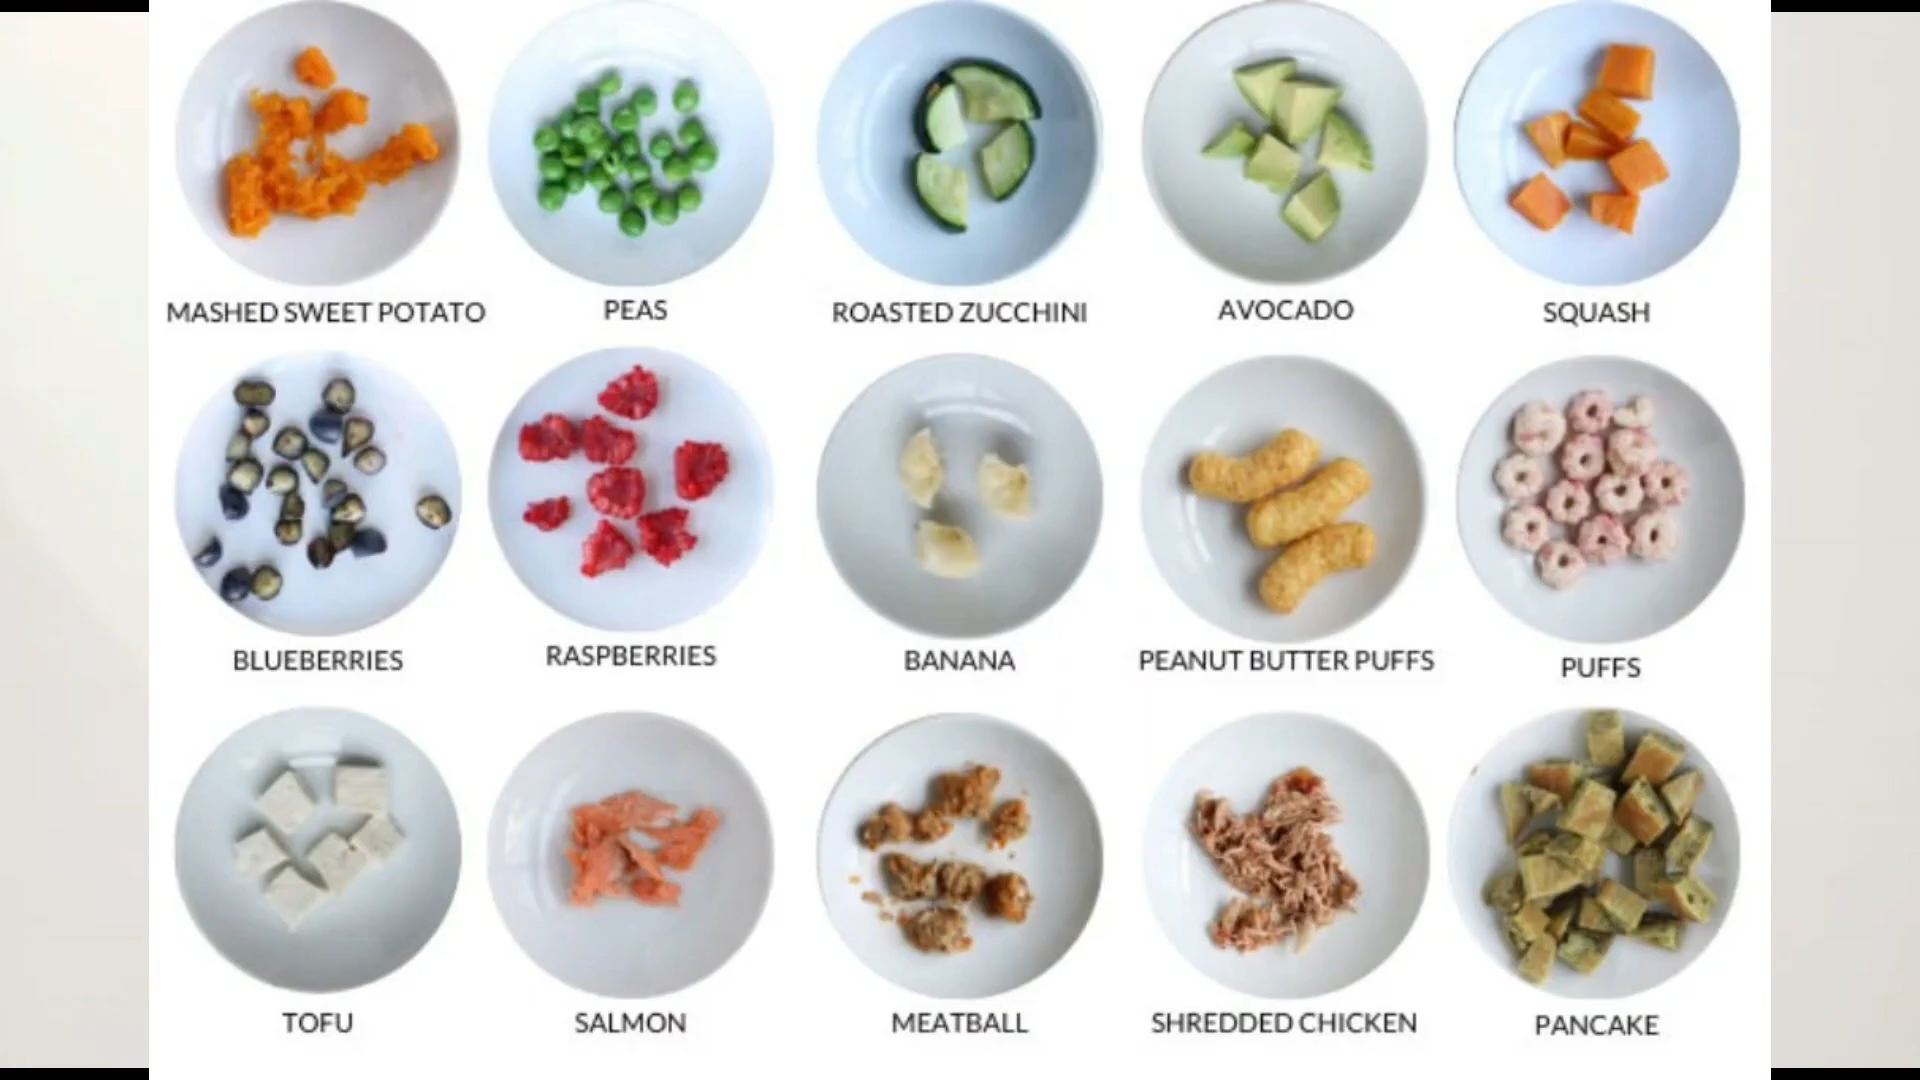 MASHED SWEET POTATO
PEAS
ROASTED ZUCCHINI
AVOCADO
SQUASH
BLUEBERRIES
RASPBERRIES
BANANA
PEANUT BUTTER PUFFS
PUFFS
TOFU
SALMON
MEATBALL
SHREDDED CHICKEN
PANCAKE